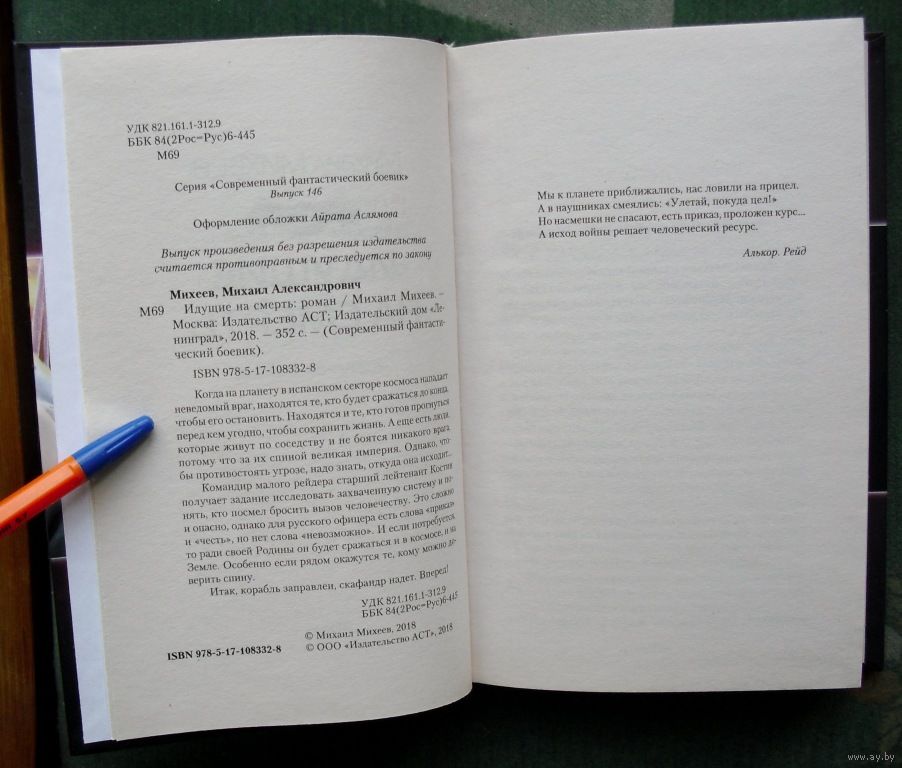 УДК 821.161.1-312.9
ББК 84(2Рос=Рус)6-445
М69
Серия «Современный фантастический боевик»
Выпуск 146
Оформление обложки Айрата Аслямова
Выпуск произведения без разрешения издательства
считается противоправным и преследуется по закону
Михеев, Михаил Александрович
М69 Идущие на смерть: роман / Михаил Михеев. –
Москва: Издательство АСТ; Издательский дом «Ле-
нинград», 2018. — 352 с. — (Современный фантасти-
ческий боевик).
ISBN 978-5-17-108332-8
Когда на планету в испанском секторе космоса нападает
неведомый враг, находятся те, кто будет сражаться до конца,
чтобы его остановить. Находятся и те, кто готов прогнуться
перед кем угодно, чтобы сохранить жизнь. А еще есть люди,
которые живут по соседству и не боятся никакого врага,
потому что за их спиной великая империя. Однако, что-
бы противостоять угрозе, надо знать, откуда она исходит...
Командир малого рейдера старший лейтенант Костин
получает задание исследовать захваченную систему и по-
нять, кто посмел бросить вызов человечеству. Это сложно
и опасно, однако для русского офицера есть слова «приказ»
и «честь», но нет слова «невозможно». И если потребуется,
то ради своей Родины он будет сражаться и в космосе, и на
Земле. Особенно если рядом окажутся те, кому можно до-
верить спину.
Итак, корабль заправлен, скафандр надет. Вперед!
УДК 821.161.1-312.9
ББК 84(2Рос=Рус)6-445
© Михаил Михеев, 2018
ISBN 978-5-17-108332-8 © ООО «Издательство АСТ», 2018
Мы к планете приближались, нас ловили на прицел.
А в наушниках смеялись: «Улетай, покуда цел!»
Но насмешки не спасают, есть приказ, проложен курс...
А исход войны решает человеческий ресурс.
Алькор. Рейд
www.ay.by